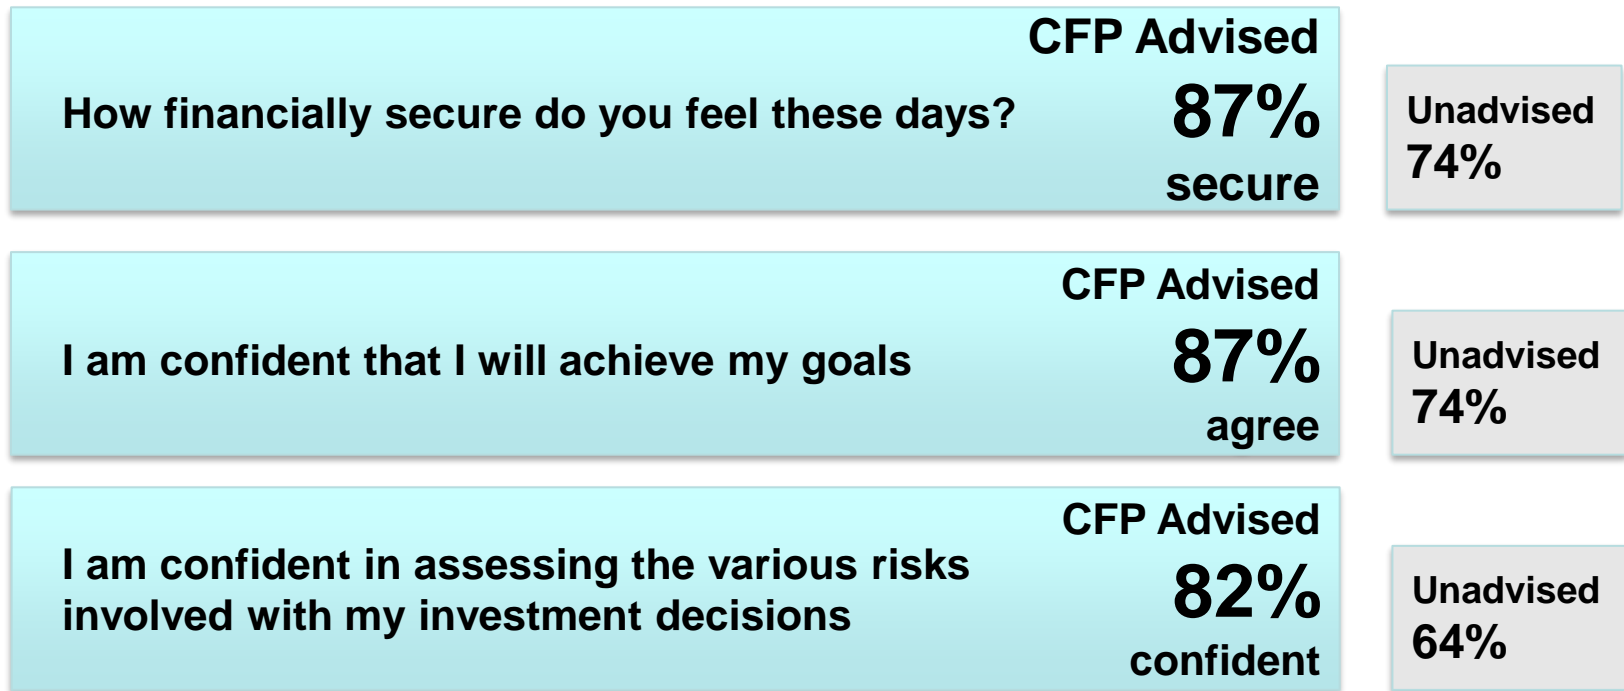 CFP Advised
How financially secure do you feel these days?
87%
secure
Unadvised
74%
CFP Advised
I am confident that I will achieve my goals
87%
agree
Unadvised
74%
CFP Advised
I am confident in assessing the various risks
involved with my investment decisions
82%
confident
Unadvised
64%